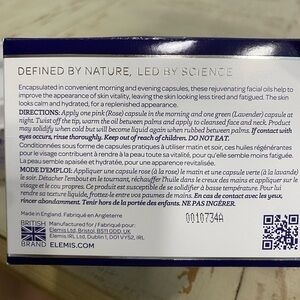 DEFINED BY NATURE, LED BY SCIENCE
Encapsulated in convenient morning and evening capsules, these rejuvenating facial oils help to
improve the appearance of skin vitality, leaving the skin looking less tired and fatigued. The skin
looks calm and hydrated, for a replenished appearance.
DIRECTIONS: Apply one pink (Rose) capsule in the morning and one green (Lavender) capsule at
night. Twist off the tip, warm the oil between palms and apply to cleansed face and neck. Product
may solidify when cold but will become liquid again when rubbed between palms. If contact with
eyes occurs, rinse thoroughly. Keep out of reach of children. DO NOT EAT.
Conditionnées sous forme de capsules pratiques à utiliser matin et soir, ces huiles régénérantes
pour le visage contribuent à rendre à la peau toute sa vitalité, pour qu'elle semble moins fatiguée.
La peau semble apaisée et hydratée, pour une apparence revitalisée.
MODE D'EMPLOI: Appliquer une capsule rose (à la rose) le matin et une capsule verte (à la lavande)
le soir. Détacher l'embout en le tournant, réchauffer l'huile dans le creux des mains et appliquer sur le
visage et le cou propres. Ce produit est susceptible de se solidifier à basse température. Pour lui
rendre sa texture liquide, frottez-le entre vos paumes de mains. En cas de contact avec les yeux,
rincer abondamment. Tenir hors de la portée des enfants. NE PAS INGÉRER.
Made in England. Fabriqué en Angleterre
0010734A
BRITISH
BRAND
Manufactured for / Fabriqué pour:
Elemis Ltd, Bristol, BS11 0DD, UK
Elemis IRL Ltd, Dublin 1, D01 V752, IRL
ELEMIS.COM